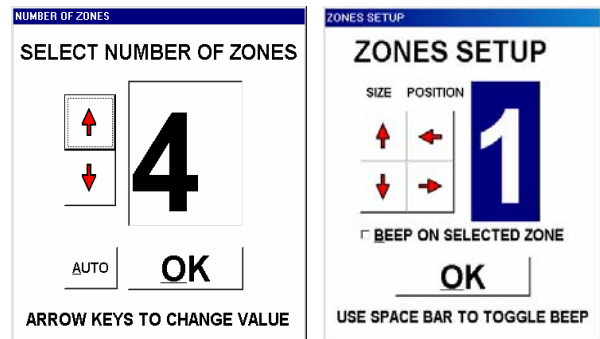 NUMBER OF ZONES
SELECT NUMBER OF ZONES
4
AUTO
OK
ARROW KEYS TO CHANGE VALUE
ZONES SETUP
ZONES SETUP
SIZE POSITION
1
BEEP ON SELECTED ZONE
OK
USE SPACE BAR TO TOGGLE BEEP